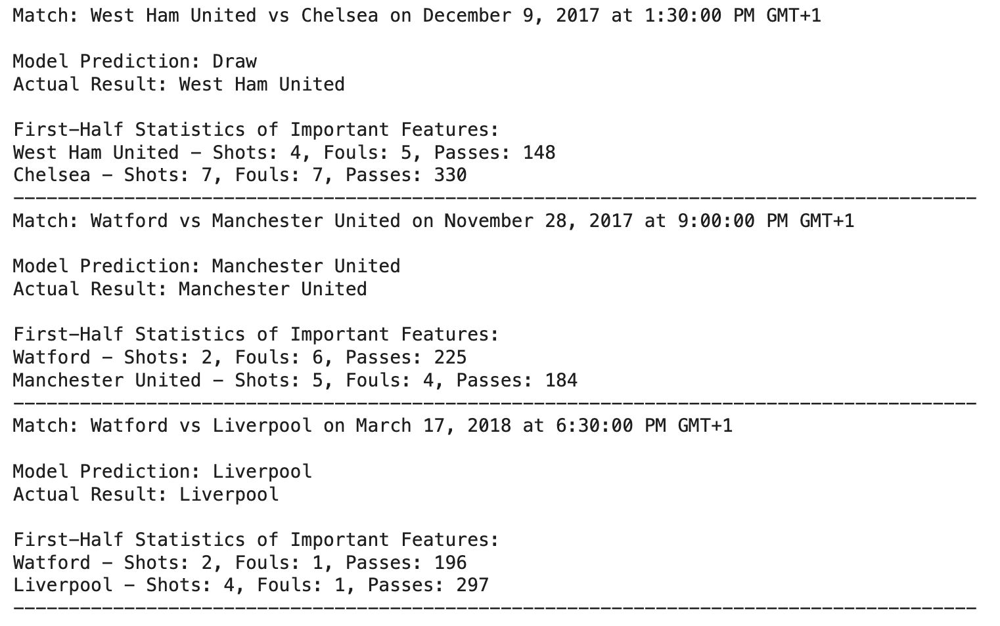 Match: West Ham United vs Chelsea on December 9, 2017 at 1:30:00 PM GMT+1
Model Prediction: Draw
Actual Result: West Ham United
First-Half Statistics of Important Features:
West Ham United – Shots: 4, Fouls: 5, Passes: 148
Chelsea – Shots: 7, Fouls: 7, Passes: 330
---------------------------------------------------------------------------------------
Match: Watford vs Manchester United on November 28, 2017 at 9:00:00 PM GMT+1
Model Prediction: Manchester United
Actual Result: Manchester United
First-Half Statistics of Important Features:
Watford – Shots: 2, Fouls: 6, Passes: 225
Manchester United – Shots: 5, Fouls: 4, Passes: 184
---------------------------------------------------------------------------------------
Match: Watford vs Liverpool on March 17, 2018 at 6:30:00 PM GMT+1
Model Prediction: Liverpool
Actual Result: Liverpool
First-Half Statistics of Important Features:
Watford – Shots: 2, Fouls: 1, Passes: 196
Liverpool – Shots: 4, Fouls: 1, Passes: 297
---------------------------------------------------------------------------------------